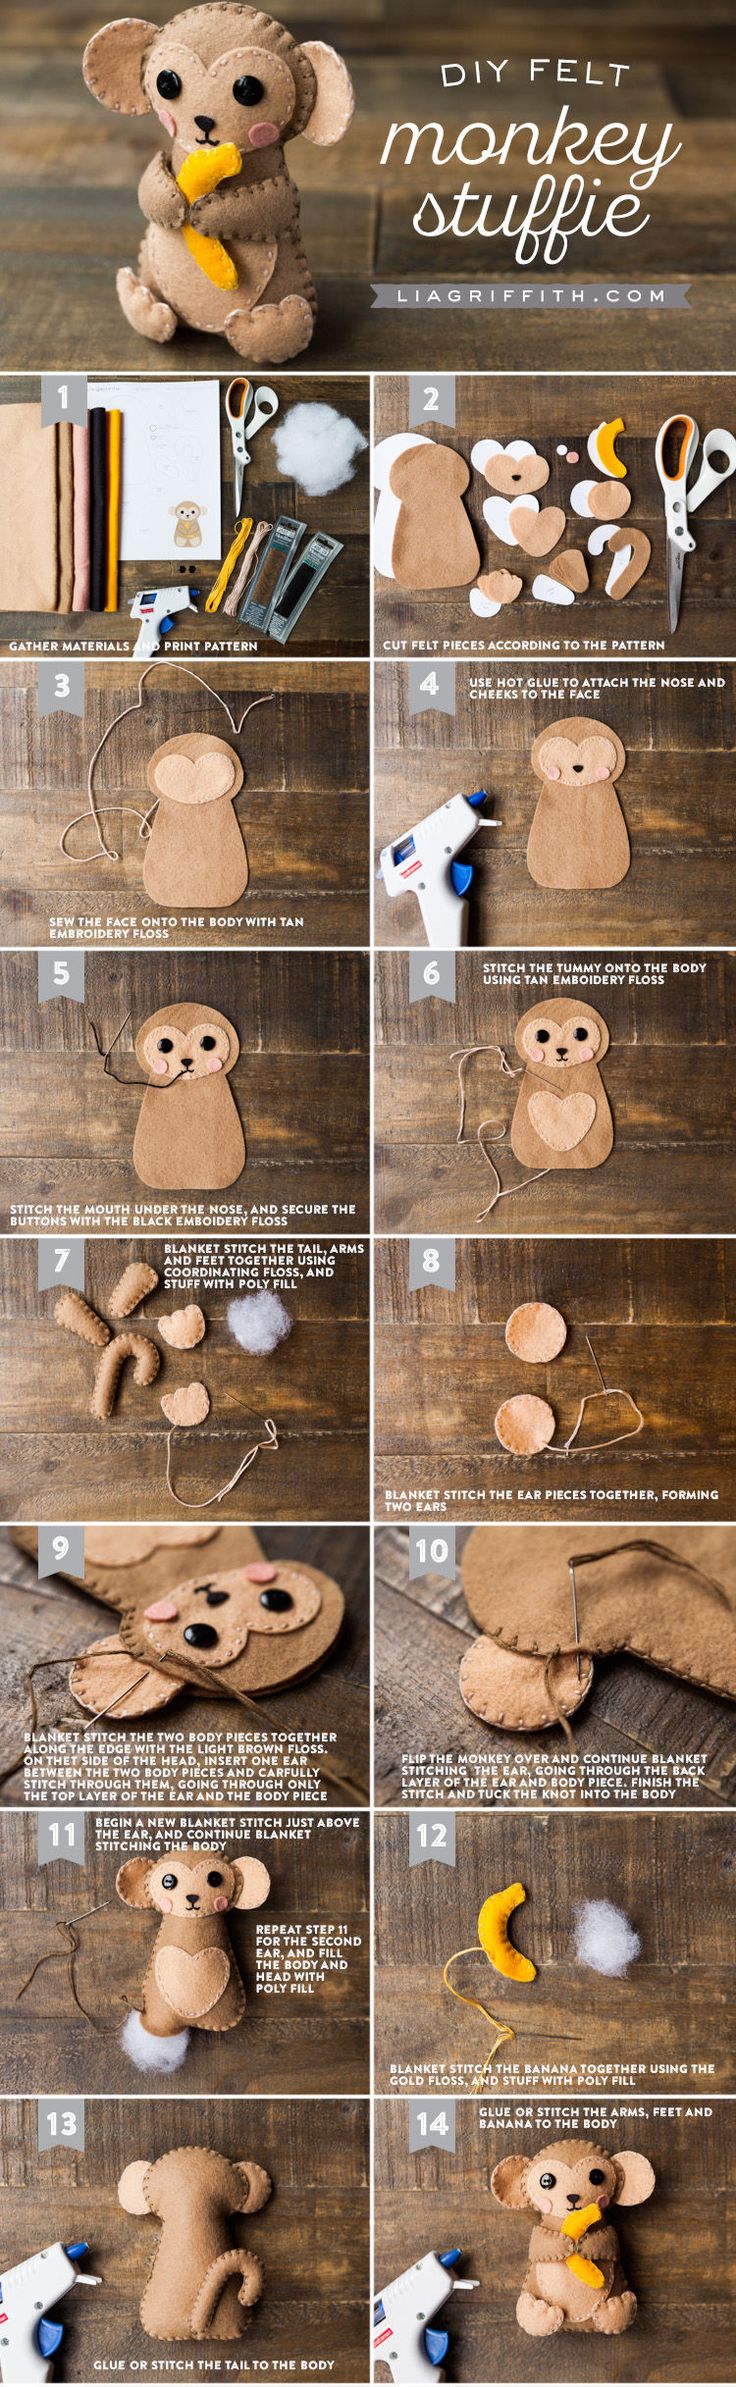 DIY FELT
monkey
stuffie
LIAGRIFFITH.COM
1
GATHER MATERIALS AND PRINT PATTERN
2
CUT FELT PIECES ACCORDING TO THE PATTERN
3
SEW THE FACE ONTO THE BODY WITH TAN
EMBROIDERY FLOSS
4
USE HOT GLUE TO ATTACH THE NOSE AND
CHEEKS TO THE FACE
5
STITCH THE MOUTH UNDER THE NOSE, AND SECURE THE
BUTTONS WITH THE BLACK EMBOIDERY FLOSS
6
STITCH THE TUMMY ONTO THE BODY
USING TAN EMBOIDERY FLOSS
7
BLANKET STITCH THE TAIL, ARMS
AND FEET TOGETHER USING
COORDINATING FLOSS, AND
STUFF WITH POLY FILL
8
BLANKET STITCH THE EAR PIECES TOGETHER, FORMING
TWO EARS
9
BLANKET STITCH THE TWO BODY PIECES TOGETHER
ALONG THE EDGE WITH THE LIGHT BROWN FLOSS.
ON THET SIDE OF THE HEAD, INSERT ONE EAR
BETWEEN THE TWO BODY PIECES AND CARFULLY
STITCH THROUGH THEM, GOING THROUGH ONLY
THE TOP LAYER OF THE EAR AND THE BODY PIECE
10
FLIP THE MONKEY OVER AND CONTINUE BLANKET
STITCHING THE EAR, GOING THROUGH THE BACK
LAYER OF THE EAR AND BODY PIECE. FINISH THE
STITCH AND TUCK THE KNOT INTO THE BODY
11
BEGIN A NEW BLANKET STITCH JUST ABOVE
THE EAR, AND CONTINUE BLANKET
STITCHING THE BODY
REPEAT STEP 11
FOR THE SECOND
EAR, AND FILL
THE BODY AND
HEAD WITH
POLY FILL
12
BLANKET STITCH THE BANANA TOGETHER USING THE
GOLD FLOSS, AND STUFF WITH POLY FILL
13
GLUE OR STITCH THE TAIL TO THE BODY
14
GLUE OR STITCH THE ARMS, FEET AND
BANANA TO THE BODY